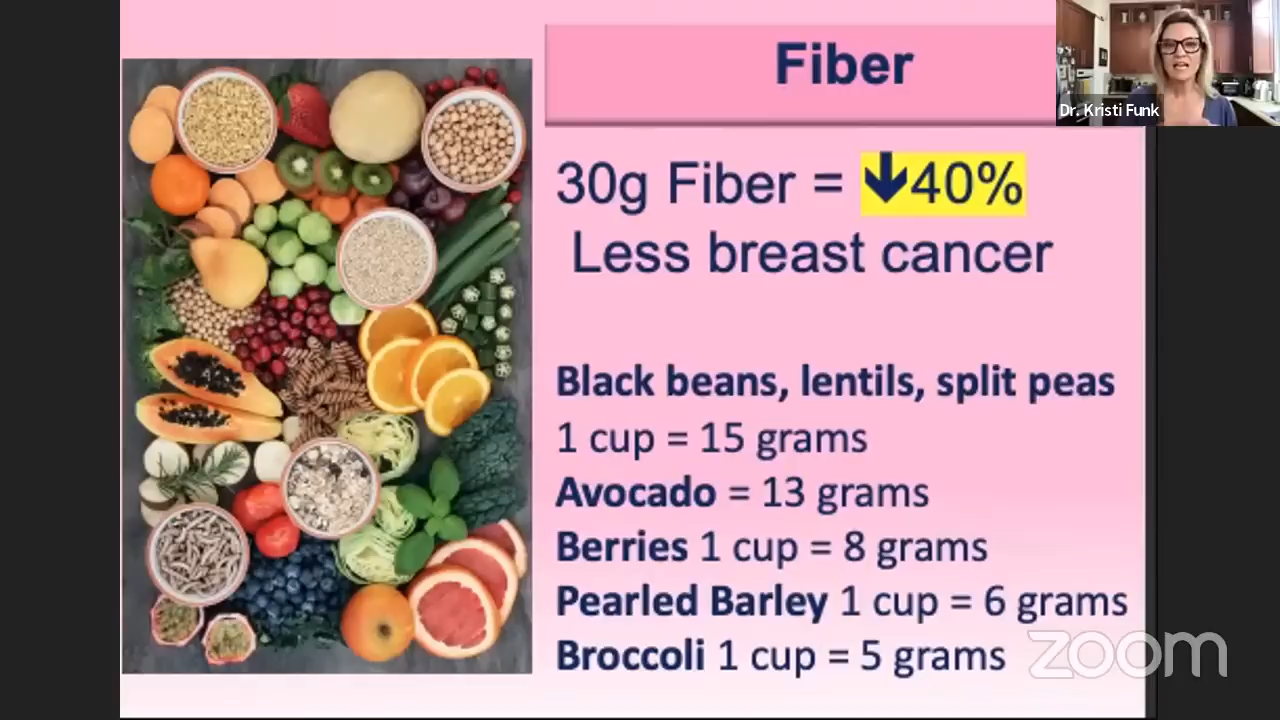 Fiber
Dr. Kristi Funk
30g Fiber = ↓40%
Less breast cancer
Black beans, lentils, split peas
1 cup = 15 grams
Avocado = 13 grams
Berries 1 cup = 8 grams
Pearled Barley 1 cup = 6 grams
Broccoli 1 cup = 5 grams
zoom